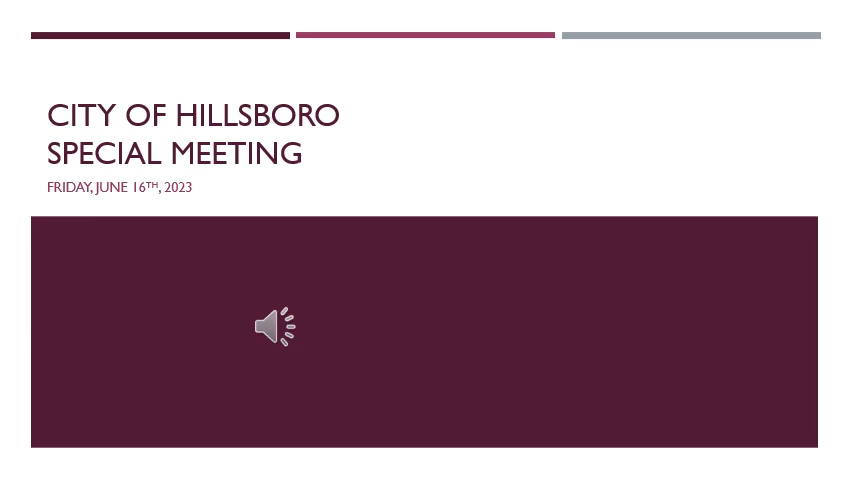 CITY OF HILLSBORO
SPECIAL MEETING
FRIDAY, JUNE 16TH, 2023